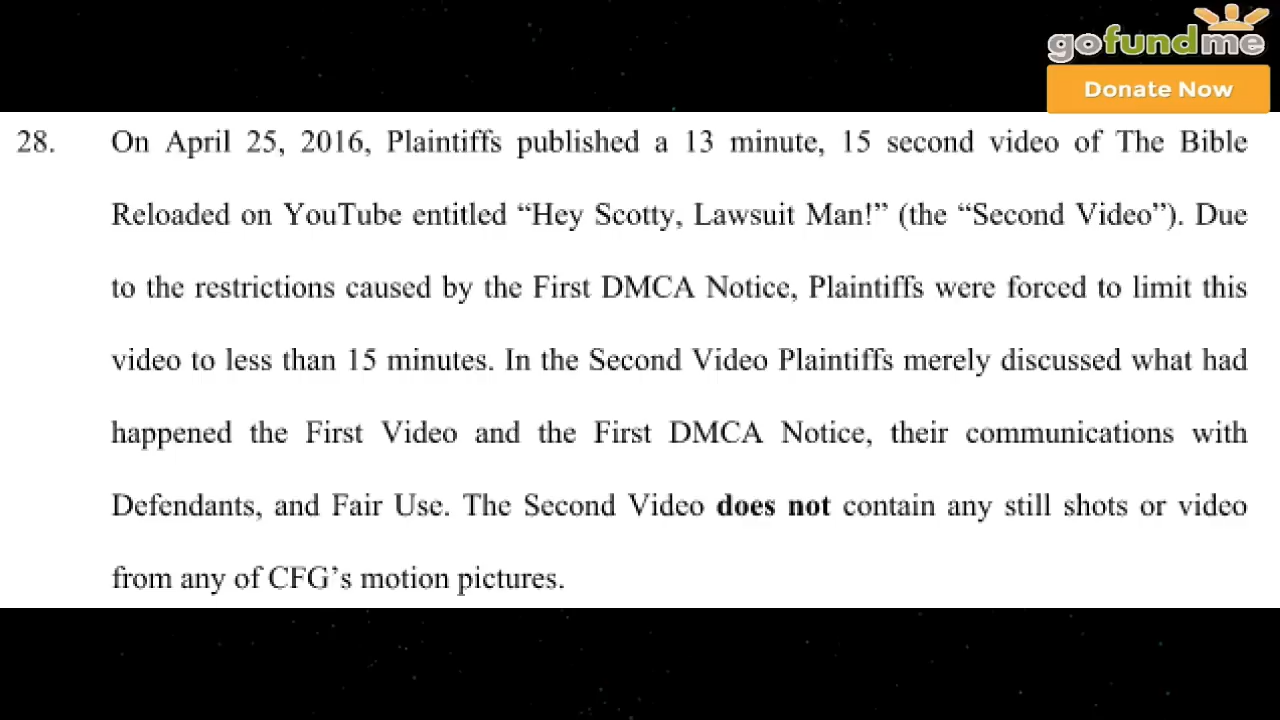 gofundme
Donate Now
28. On April 25, 2016, Plaintiffs published a 13 minute, 15 second video of The Bible
Reloaded on YouTube entitled “Hey Scotty, Lawsuit Man!” (the “Second Video”). Due
to the restrictions caused by the First DMCA Notice, Plaintiffs were forced to limit this
video to less than 15 minutes. In the Second Video Plaintiffs merely discussed what had
happened the First Video and the First DMCA Notice, their communications with
Defendants, and Fair Use. The Second Video does not contain any still shots or video
from any of CFG’s motion pictures.